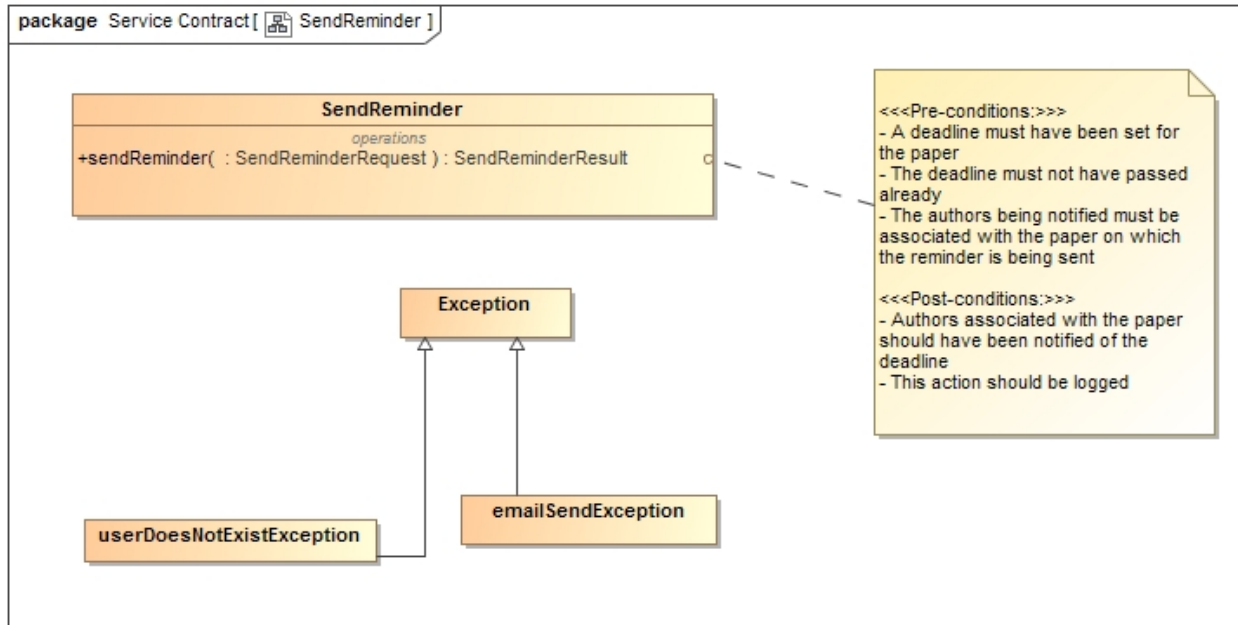 package Service Contract[ SendReminder ]
SendReminder
operations
+sendReminder( : SendReminderRequest ) : SendReminderResult
<<<Pre-conditions:>>>
- A deadline must have been set for
the paper
- The deadline must not have passed
already
- The authors being notified must be
associated with the paper on which
the reminder is being sent
<<<Post-conditions:>>>
- Authors associated with the paper
should have been notified of the
deadline
- This action should be logged
Exception
userDoesNotExistException
emailSendException